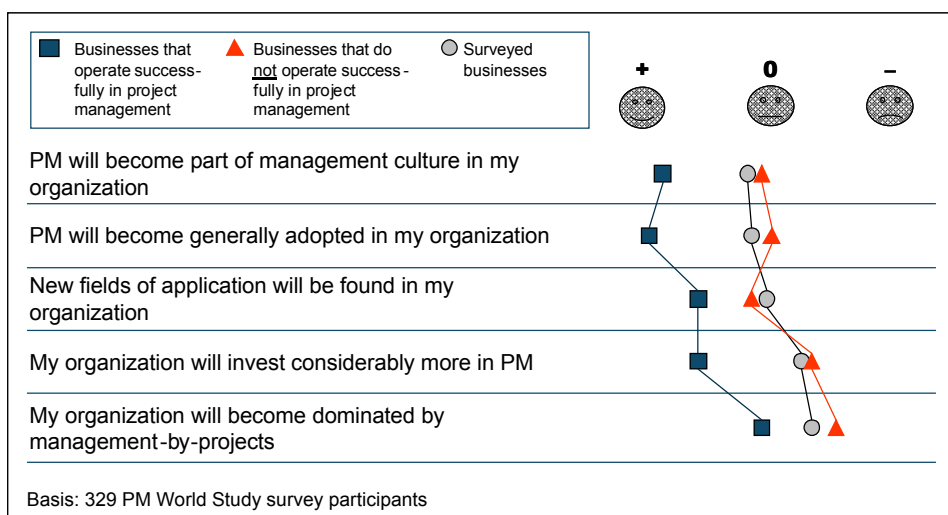 Businesses that
operate success-
fully in project
management
Businesses that do
not operate success-
fully in project
management
Surveyed
businesses
+
0
–
PM will become part of management culture in my
organization
PM will become generally adopted in my organization
New fields of application will be found in my
organization
My organization will invest considerably more in PM
My organization will become dominated by
management-by-projects
Basis: 329 PM World Study survey participants